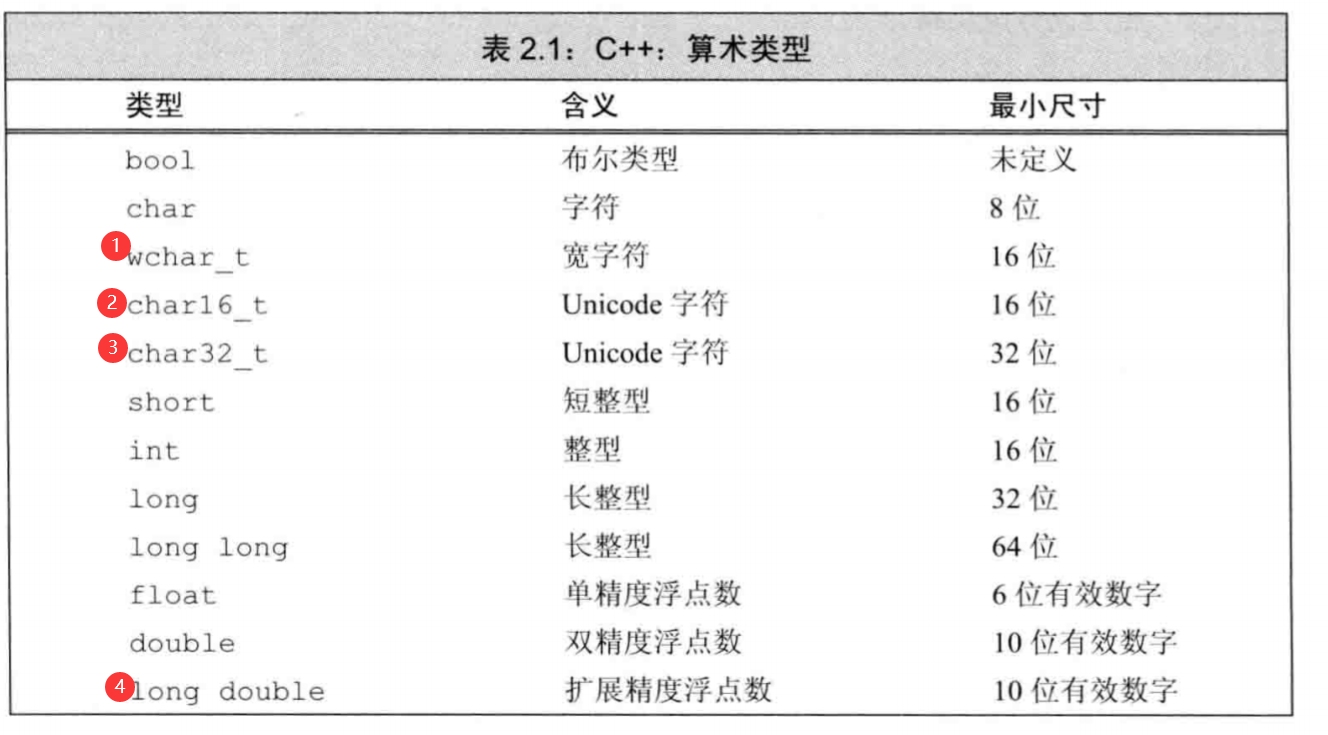 表 2.1：C++：算术类型
类型 含义 最小尺寸
bool 布尔类型 未定义
char 字符 8 位
1 wchar_t 宽字符 16 位
2 char16_t Unicode 字符 16 位
3 char32_t Unicode 字符 32 位
short 短整型 16 位
int 整型 16 位
long 长整型 32 位
long long 长整型 64 位
float 单精度浮点数 6 位有效数字
double 双精度浮点数 10 位有效数字
4 long double 扩展精度浮点数 10 位有效数字